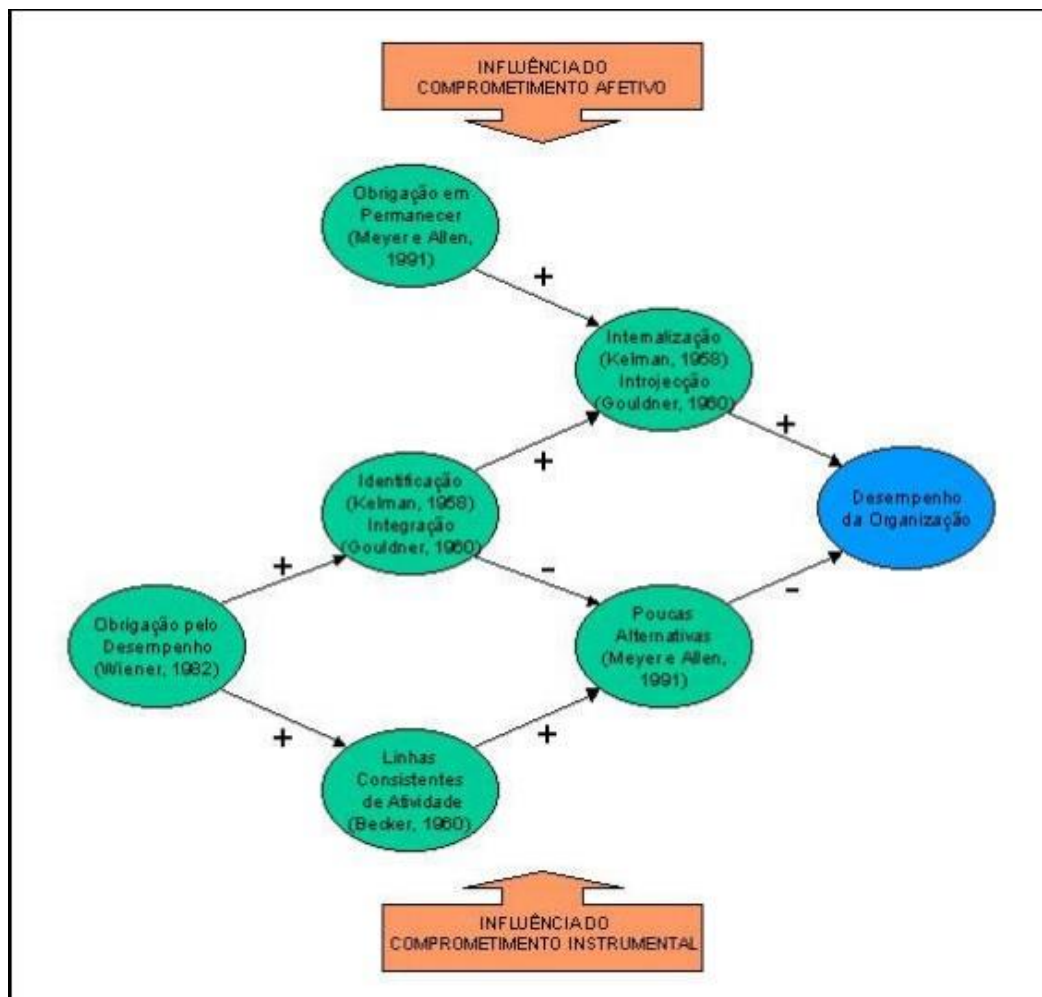 INFLUÊNCIA DO
COMPROMETIMENTO AFETIVO
Obrigação em
Permanecer
(Meyer e Allen,
1991)
+
Internalização
(Kelman, 1958)
Introjecção
(Gouldner, 1960)
+
+
Identificação
(Kelman, 1958)
Integração
(Gouldner, 1960)
Desempenho
da Organização
+
-
-
Obrigação pelo
Desempenho
(Wiener, 1982)
Poucas
Alternativas
(Meyer e Allen,
1991)
+
+
Linhas
Consistentes
de Atividade
(Becker, 1960)
INFLUÊNCIA DO
COMPROMETIMENTO INSTRUMENTAL